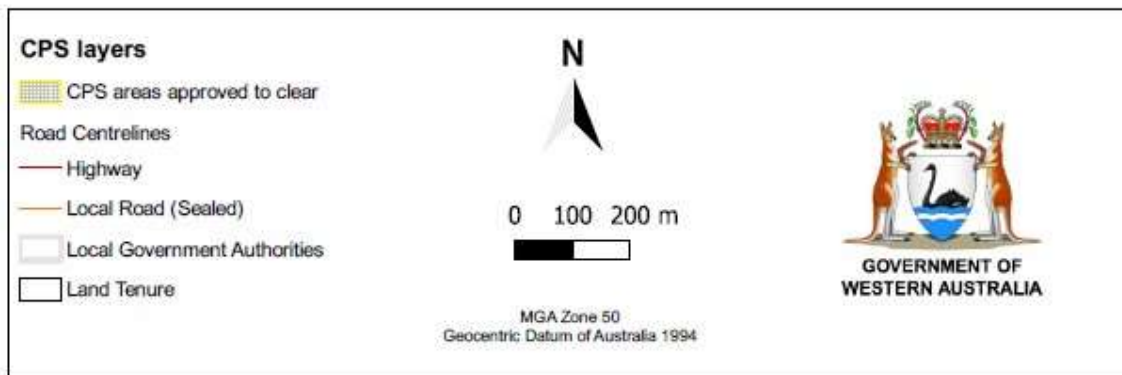 CPS layers
CPS areas approved to clear
Road Centrelines
Highway
Local Road (Sealed)
Local Government Authorities
Land Tenure
N
0 100 200 m
MGA Zone 50
Geocentric Datum of Australia 1994
GOVERNMENT OF
WESTERN AUSTRALIA